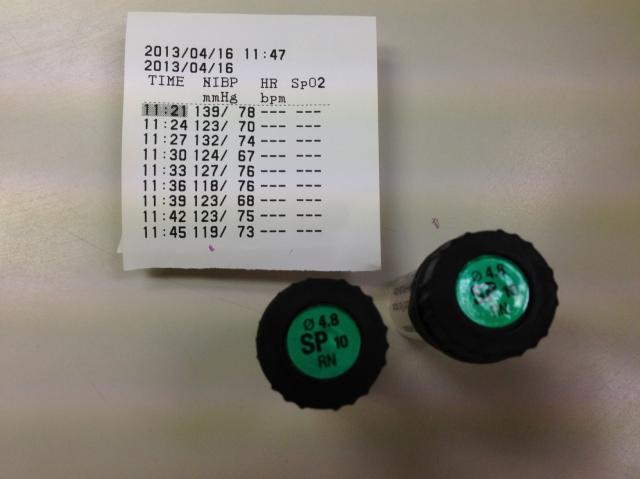 2013/04/16 11:47
2013/04/16
TIME NIBP HR SpO2
mmHg bpm
11:21 139/ 78 --- ---
11:24 123/ 70 --- ---
11:27 132/ 74 --- ---
11:30 124/ 67 --- ---
11:33 127/ 76 --- ---
11:36 118/ 76 --- ---
11:39 123/ 68 --- ---
11:42 123/ 75 --- ---
11:45 119/ 73 --- ---
Ø 4.8
SP 10
RN
Ø 4.8
SP 10